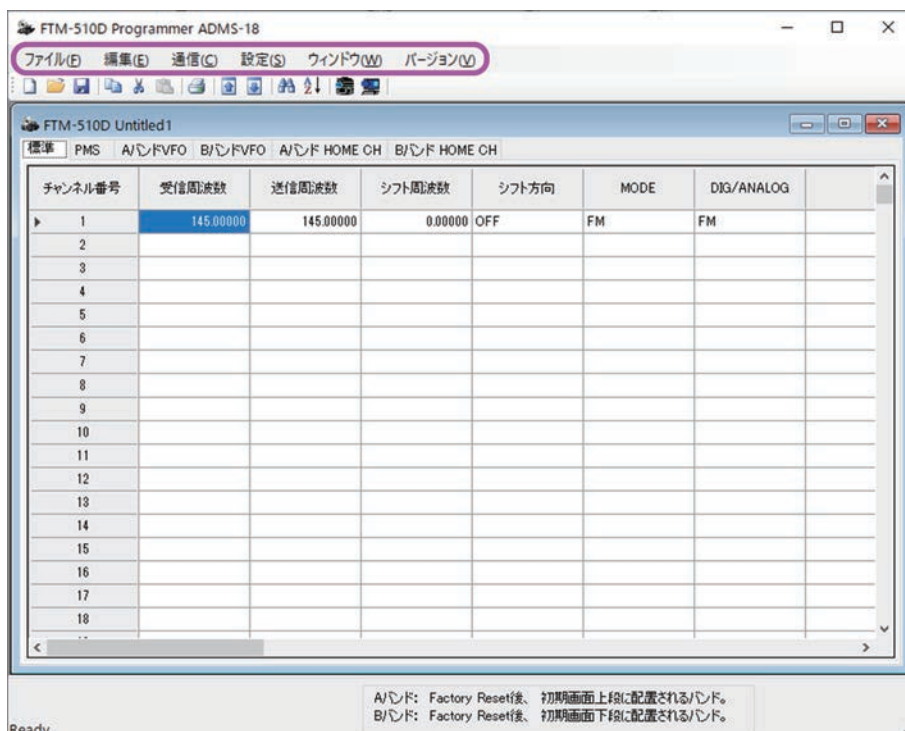 FTM-510D Programmer ADMS-18
ファイル(F) 編集(E) 通信(C) 設定(S) ウィンドウ(W) バージョン(V)
FTM-510D Untitled1
標準 PMS AバンドVFO BバンドVFO Aバンド HOME CH Bバンド HOME CH
チャンネル番号 受信周波数 送信周波数 シフト周波数 シフト方向 MODE DIG/ANALOG
1 145.00000 145.00000 0.00000 OFF FM FM
2
3
4
5
6
7
8
9
10
11
12
13
14
15
16
17
18
Aバンド: Factory Reset後、 初期画面上段に配置されるバンド。
Bバンド: Factory Reset後、 初期画面下段に配置されるバンド。
Ready